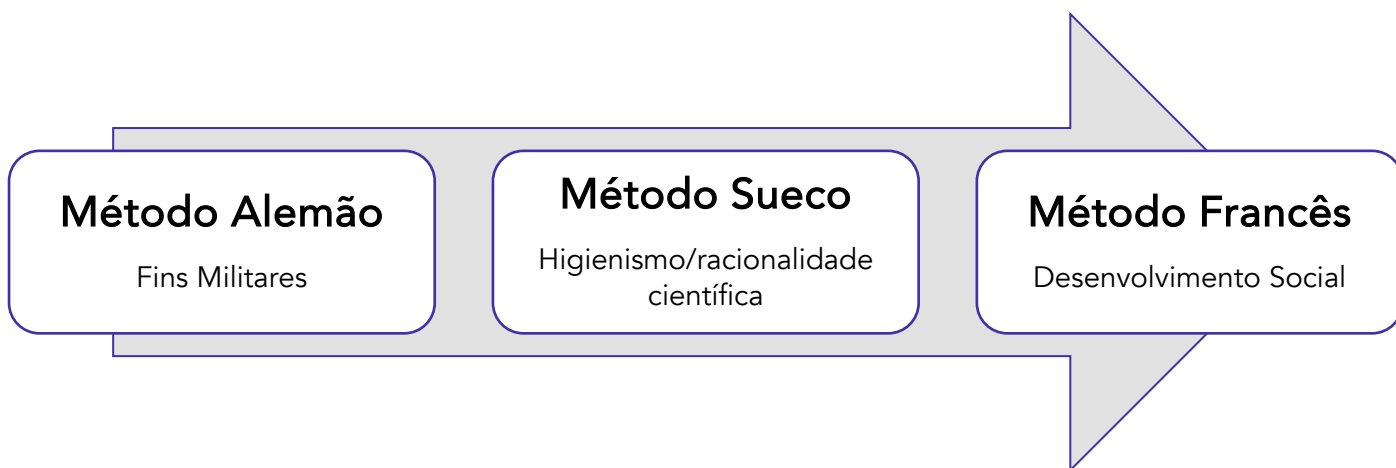 Método Alemão
Fins Militares
Método Sueco
Higienismo/racionalidade
científica
Método Francês
Desenvolvimento Social